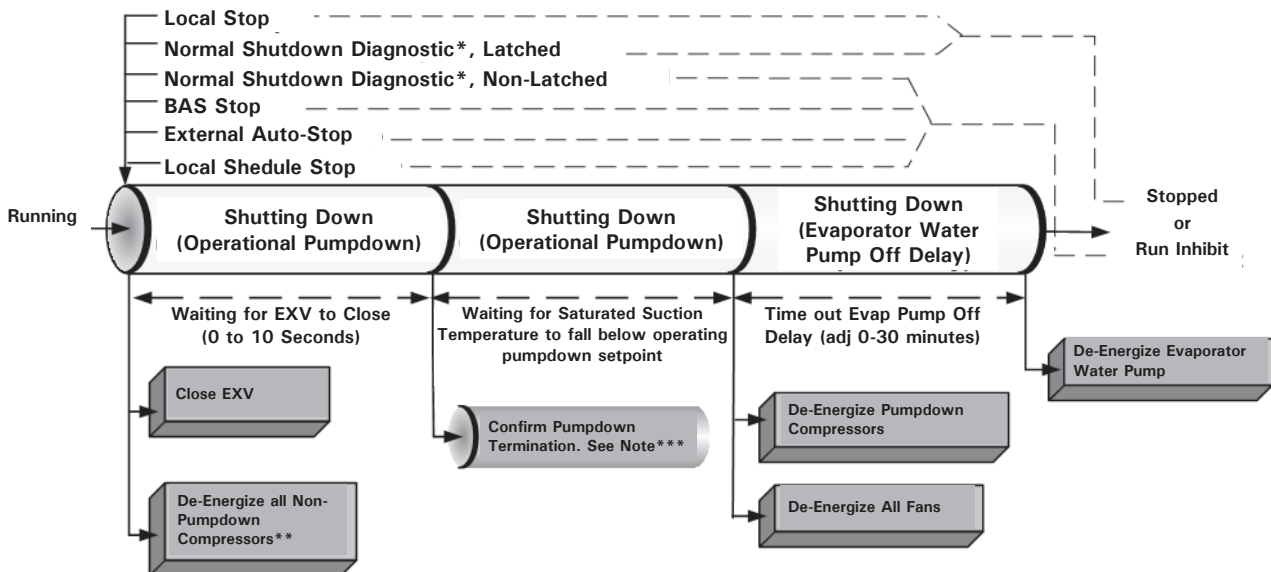 Local Stop
Normal Shutdown Diagnostic*, Latched
Normal Shutdown Diagnostic*, Non-Latched
BAS Stop
External Auto-Stop
Local Shedule Stop
Running
Shutting Down
(Operational Pumpdown)
Shutting Down
(Operational Pumpdown)
Shutting Down
(Evaporator Water
Pump Off Delay)
Stopped
or
Run Inhibit
Waiting for EXV to Close
(0 to 10 Seconds)
Waiting for Saturated Suction
Temperature to fall below operating
pumpdown setpoint
Time out Evap Pump Off
Delay (adj 0-30 minutes)
De-Energize Evaporator
Water Pump
Close EXV
Confirm Pumpdown
Termination. See Note***
De-Energize Pumpdown
Compressors
De-Energize all Non-
Pumpdown
Compressors**
De-Energize All Fans